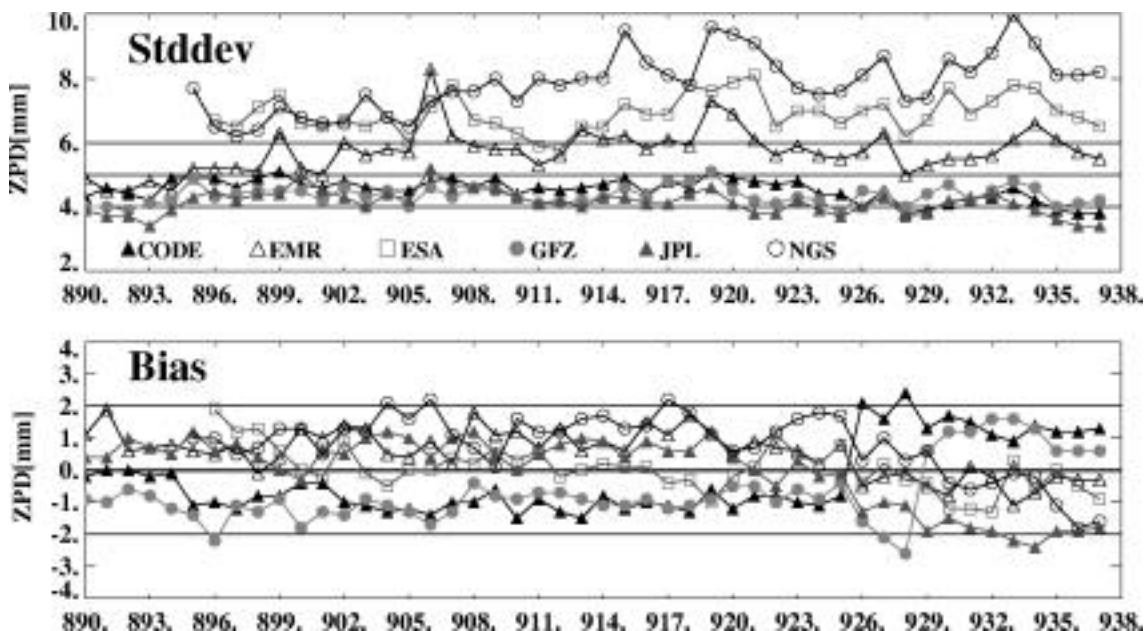 Stddev
ZPD[mm]
10.
8.
6.
4.
2.
CODE EMR ESA GFZ JPL NGS
890. 893. 896. 899. 902. 905. 908. 911. 914. 917. 920. 923. 926. 929. 932. 935. 938.
Bias
ZPD[mm]
4.
3.
2.
1.
0.
-1.
-2.
-3.
-4.
890. 893. 896. 899. 902. 905. 908. 911. 914. 917. 920. 923. 926. 929. 932. 935. 938.